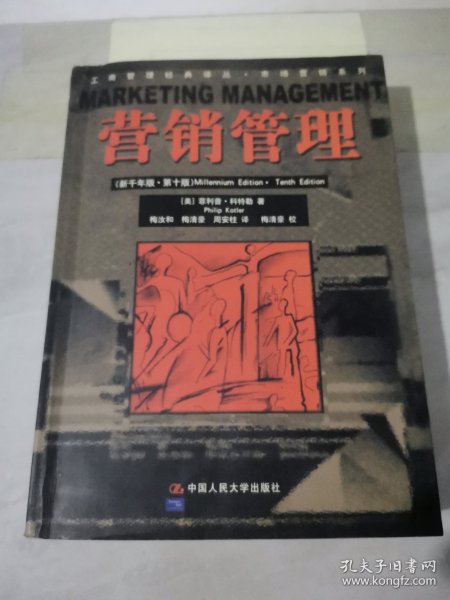 工商管理经典译丛·市场营销系列
MARKETING MANAGEMENT
营销管理
(新千年版·第十版)Millennium Edition·Tenth Edition
[美] 菲利普·科特勒 著
Philip Kotler
梅汝和 梅清豪 周安柱 译 梅清豪 校
中国人民大学出版社
孔夫子旧书网
www.kongfz.com